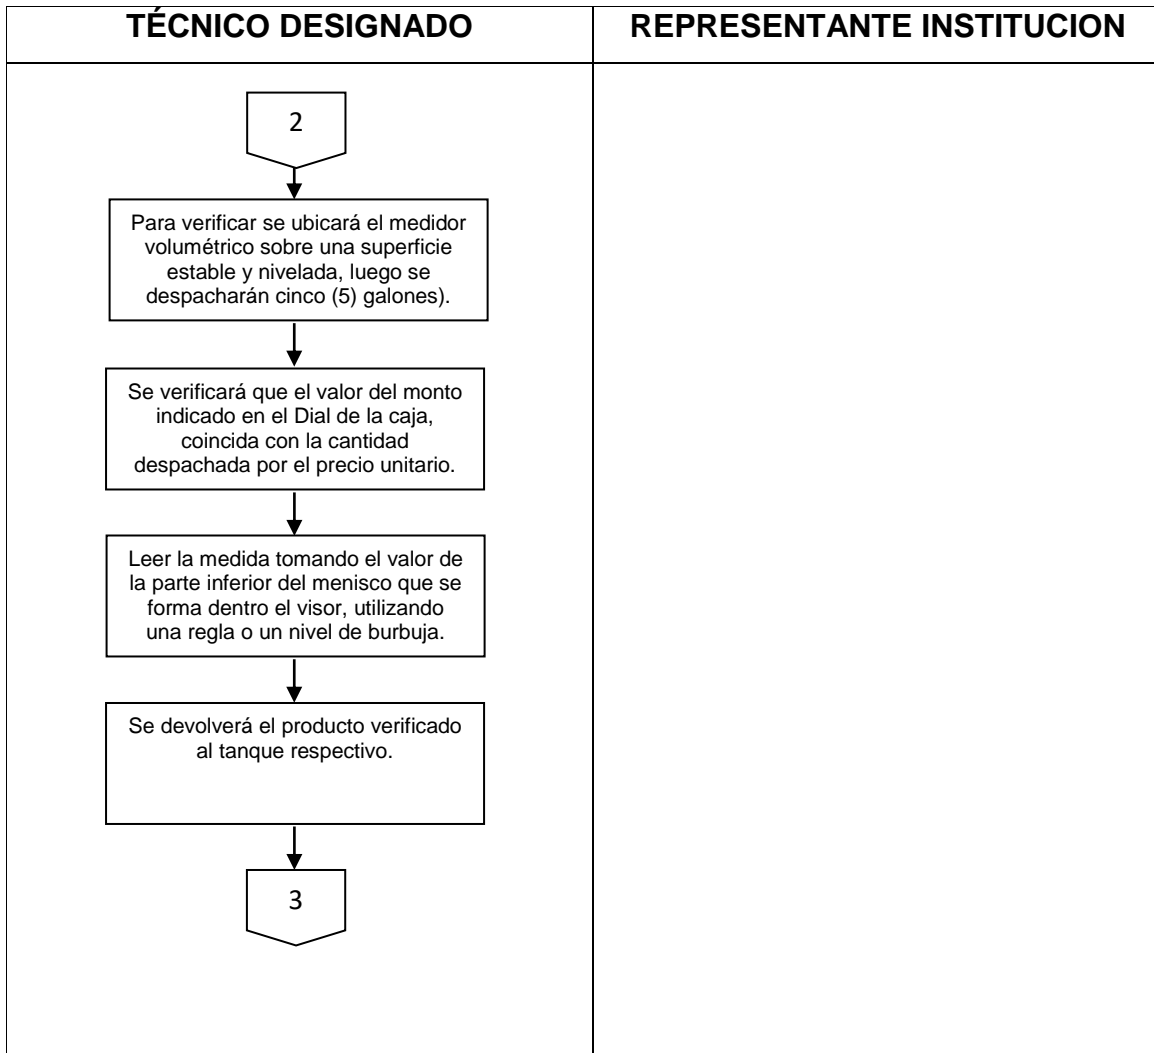 TÉCNICO DESIGNADO
REPRESENTANTE INSTITUCION
2
Para verificar se ubicará el medidor
volumétrico sobre una superficie
estable y nivelada, luego se
despacharán cinco (5) galones).
Se verificará que el valor del monto
indicado en el Dial de la caja,
coincida con la cantidad
despachada por el precio unitario.
Leer la medida tomando el valor de
la parte inferior del menisco que se
forma dentro el visor, utilizando
una regla o un nivel de burbuja.
Se devolverá el producto verificado
al tanque respectivo.
3